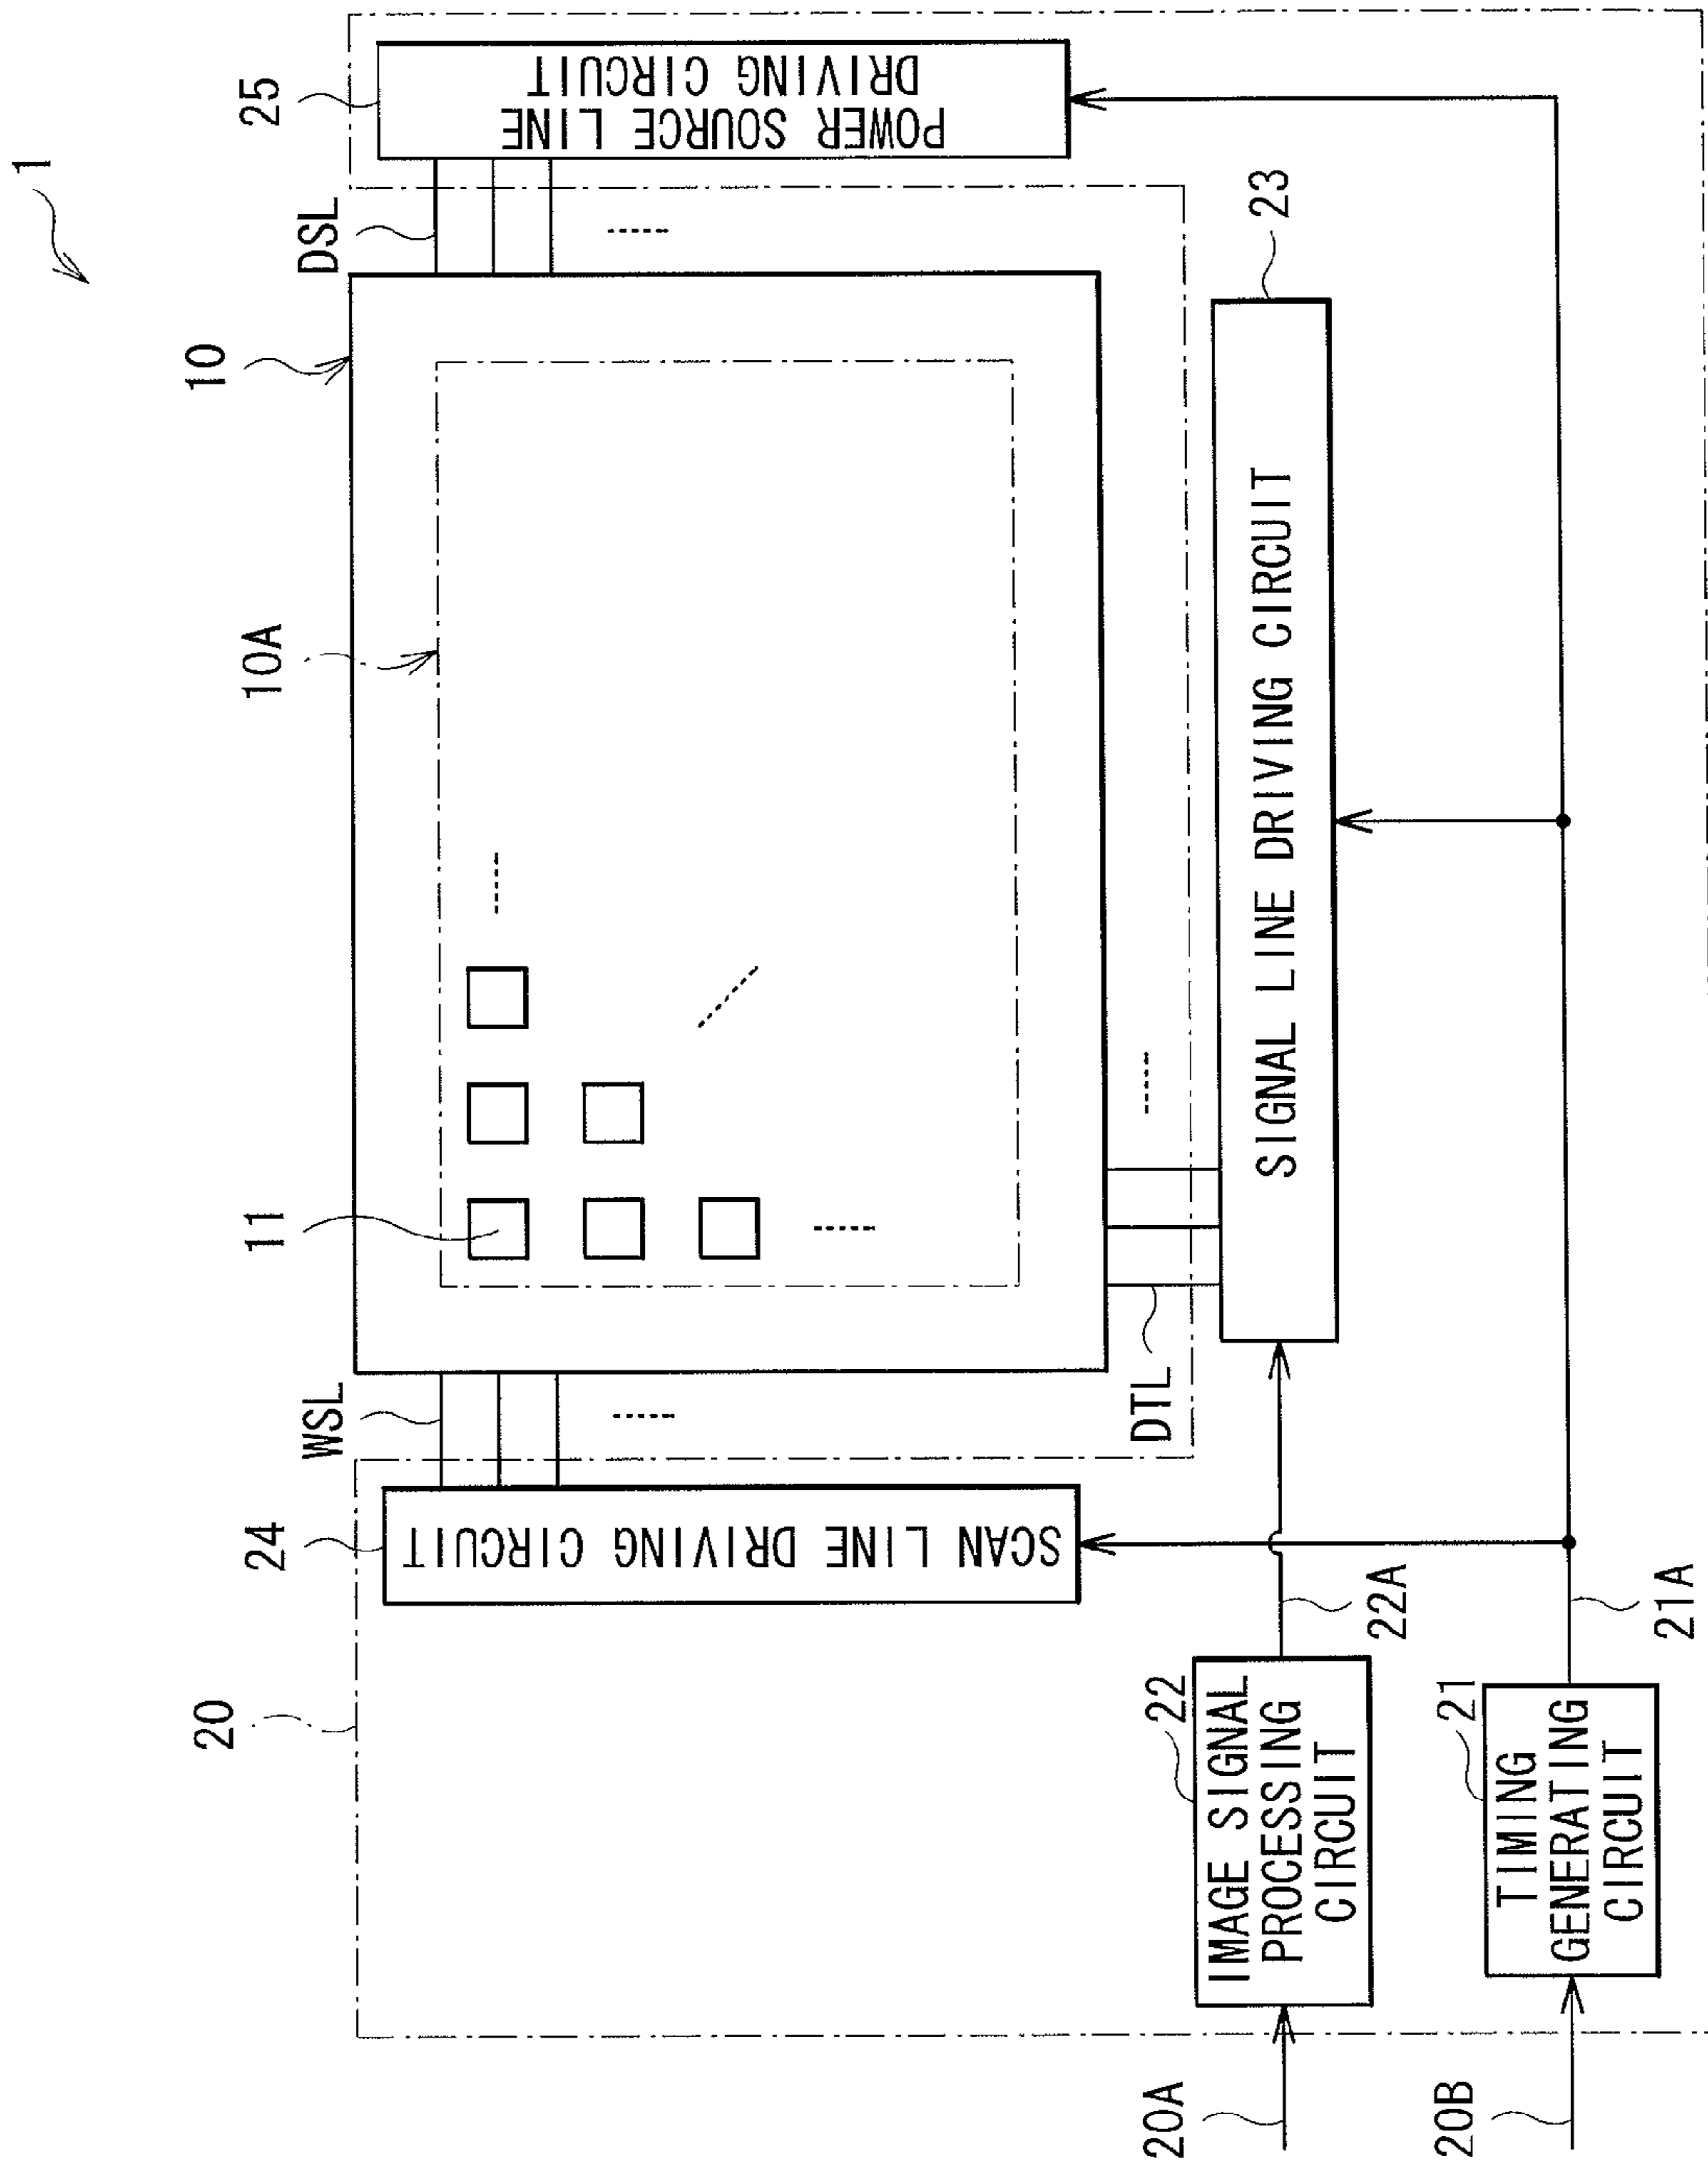 1
10
10A
11
20
24
WSL
DSL
25
SCAN LINE DRIVING CIRCUIT
POWER SOURCE LINE
DRIVING CIRCUIT
DTL
23
SIGNAL LINE DRIVING CIRCUIT
20A
22
IMAGE SIGNAL
PROCESSING
CIRCUIT
22A
20B
21
TIMING
GENERATING
CIRCUIT
21A